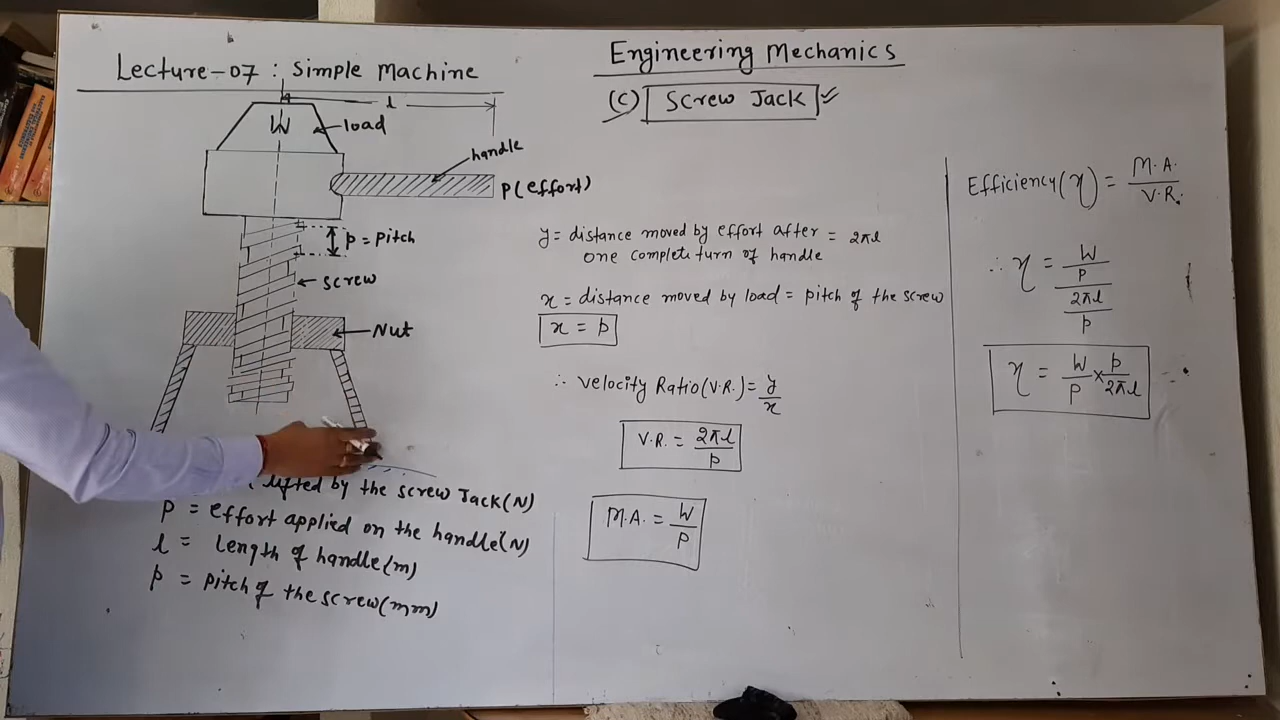 Lecture-07 : Simple Machine
Engineering Mechanics
(C) Screw Jack
l
W
load
handle
P(effort)
p = pitch
screw
Nut
lifted by the screw Jack(N)
P = effort applied on the handle(N)
l = Length of handle(m)
p = pitch of the screw(mm)
y = distance moved by effort after = 2πl
one complete turn of handle
x = distance moved by load = pitch of the screw
x = p
∴ Velocity Ratio(V.R.) = y/x
V.R. = 2πl/p
M.A. = W/P
Efficiency(η) = M.A./V.R.
∴ η = W/P / 2πl/p
η = W/P × p/2πl =